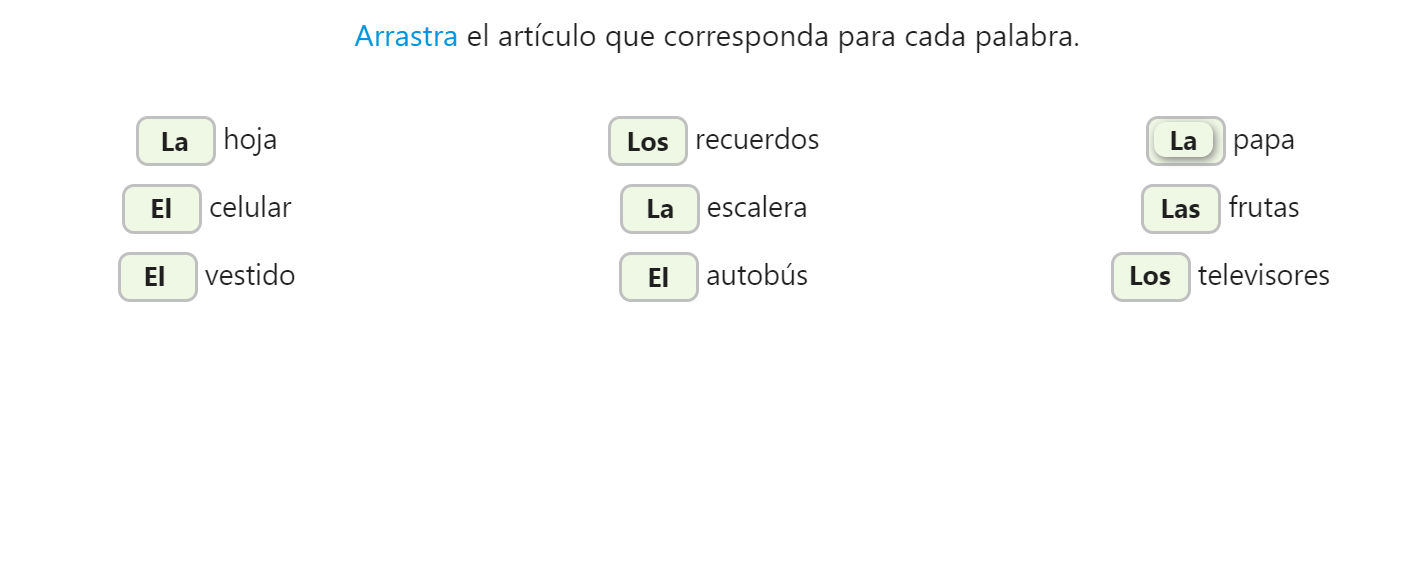 Arrastra el artículo que corresponda para cada palabra.
La hoja
El celular
El vestido
Los recuerdos
La escalera
El autobús
La papa
Las frutas
Los televisores